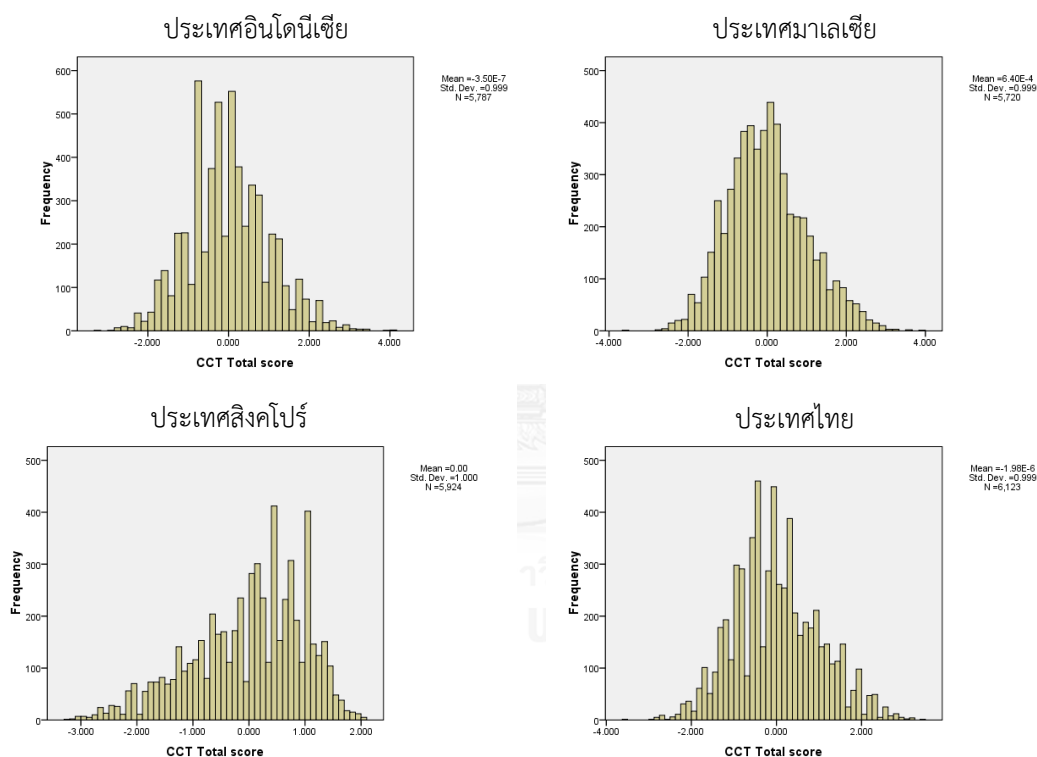 ประเทศอินโดนีเซีย
600
500
400
300
200
100
0
Frequency
-2.000
0.000
2.000
4.000
CCT Total score
Mean =-3.50E-7
Std. Dev. =0.999
N =5,787
ประเทศมาเลเซีย
500
400
300
200
100
0
Frequency
-4.000
-2.000
0.000
2.000
4.000
CCT Total score
Mean =6.40E-4
Std. Dev. =0.999
N =5,720
ประเทศสิงคโปร์
500
400
300
200
100
0
Frequency
-3.000
-2.000
-1.000
0.000
1.000
2.000
CCT Total score
Mean =0.00
Std. Dev. =1.000
N =5,924
ประเทศไทย
500
400
300
200
100
0
Frequency
-4.000
-2.000
0.000
2.000
CCT Total score
Mean =-1.98E-6
Std. Dev. =0.999
N =6,123